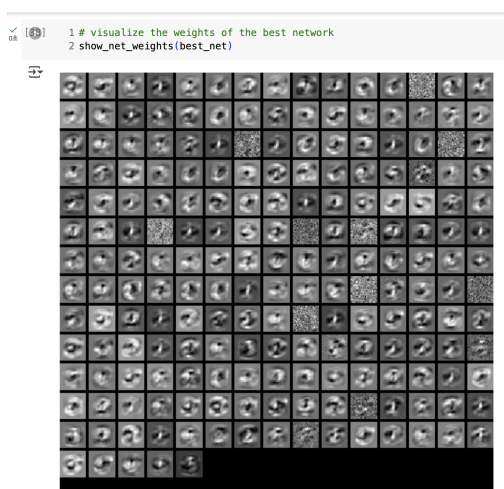 1 # visualize the weights of the best network
2 show_net_weights(best_net)